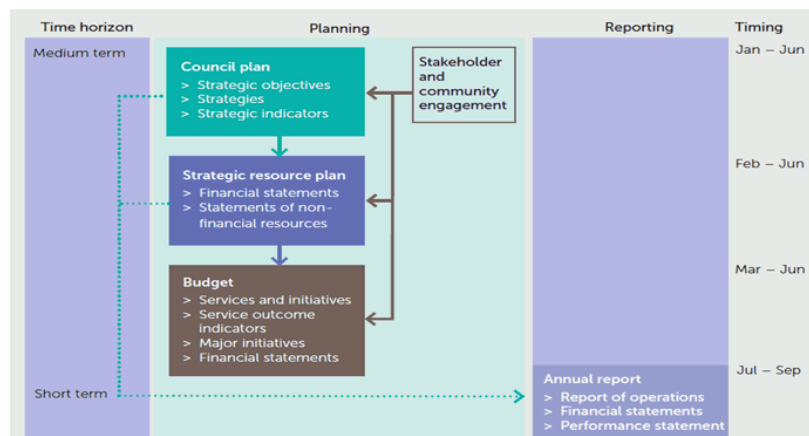 Time horizon
Planning
Reporting
Timing
Medium term
Jan – Jun
Council plan
> Strategic objectives
> Strategies
> Strategic indicators
Stakeholder
and
community
engagement
Feb – Jun
Strategic resource plan
> Financial statements
> Statements of non-
financial resources
Mar – Jun
Budget
> Services and initiatives
> Service outcome
indicators
> Major initiatives
> Financial statements
Jul – Sep
Short term
Annual report
> Report of operations
> Financial statements
> Performance statement